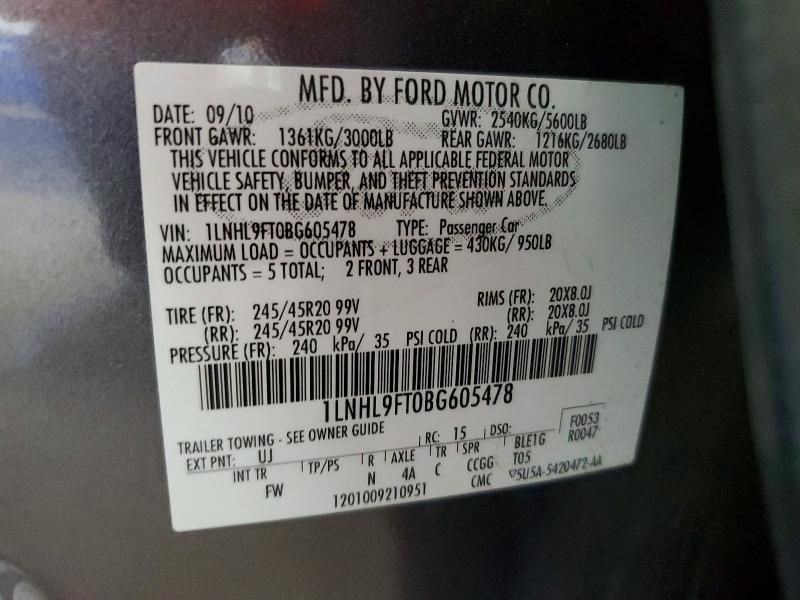 MFD. BY FORD MOTOR CO.
DATE: 09/10 GVWR: 2540KG/5600LB
FRONT GAWR: 1361KG/3000LB REAR GAWR: 1216KG/2680LB
THIS VEHICLE CONFORMS TO ALL APPLICABLE FEDERAL MOTOR
VEHICLE SAFETY, BUMPER, AND THEFT PREVENTION STANDARDS
IN EFFECT ON THE DATE OF MANUFACTURE SHOWN ABOVE.
VIN: 1LNHL9FT0BG605478 TYPE: Passenger Car
MAXIMUM LOAD = OCCUPANTS + LUGGAGE = 430KG/ 950LB
OCCUPANTS = 5 TOTAL; 2 FRONT, 3 REAR
TIRE (FR): 245/45R20 99V RIMS (FR): 20X8.0J
(RR): 245/45R20 99V (RR): 20X8.0J
PRESSURE (FR): 240 kPa/ 35 PSI COLD (RR): 240 kPa/ 35 PSI COLD
1LNHL9FT0BG605478
TRAILER TOWING - SEE OWNER GUIDE
F0053
EXT PNT: UJ RC: 15 DSO: R0047
INT TR TP/PS R AXLE TR SPR BLE1G
FW N 4A C CCGG T05
1201009210951 CMC 5U5A-5420472-AA